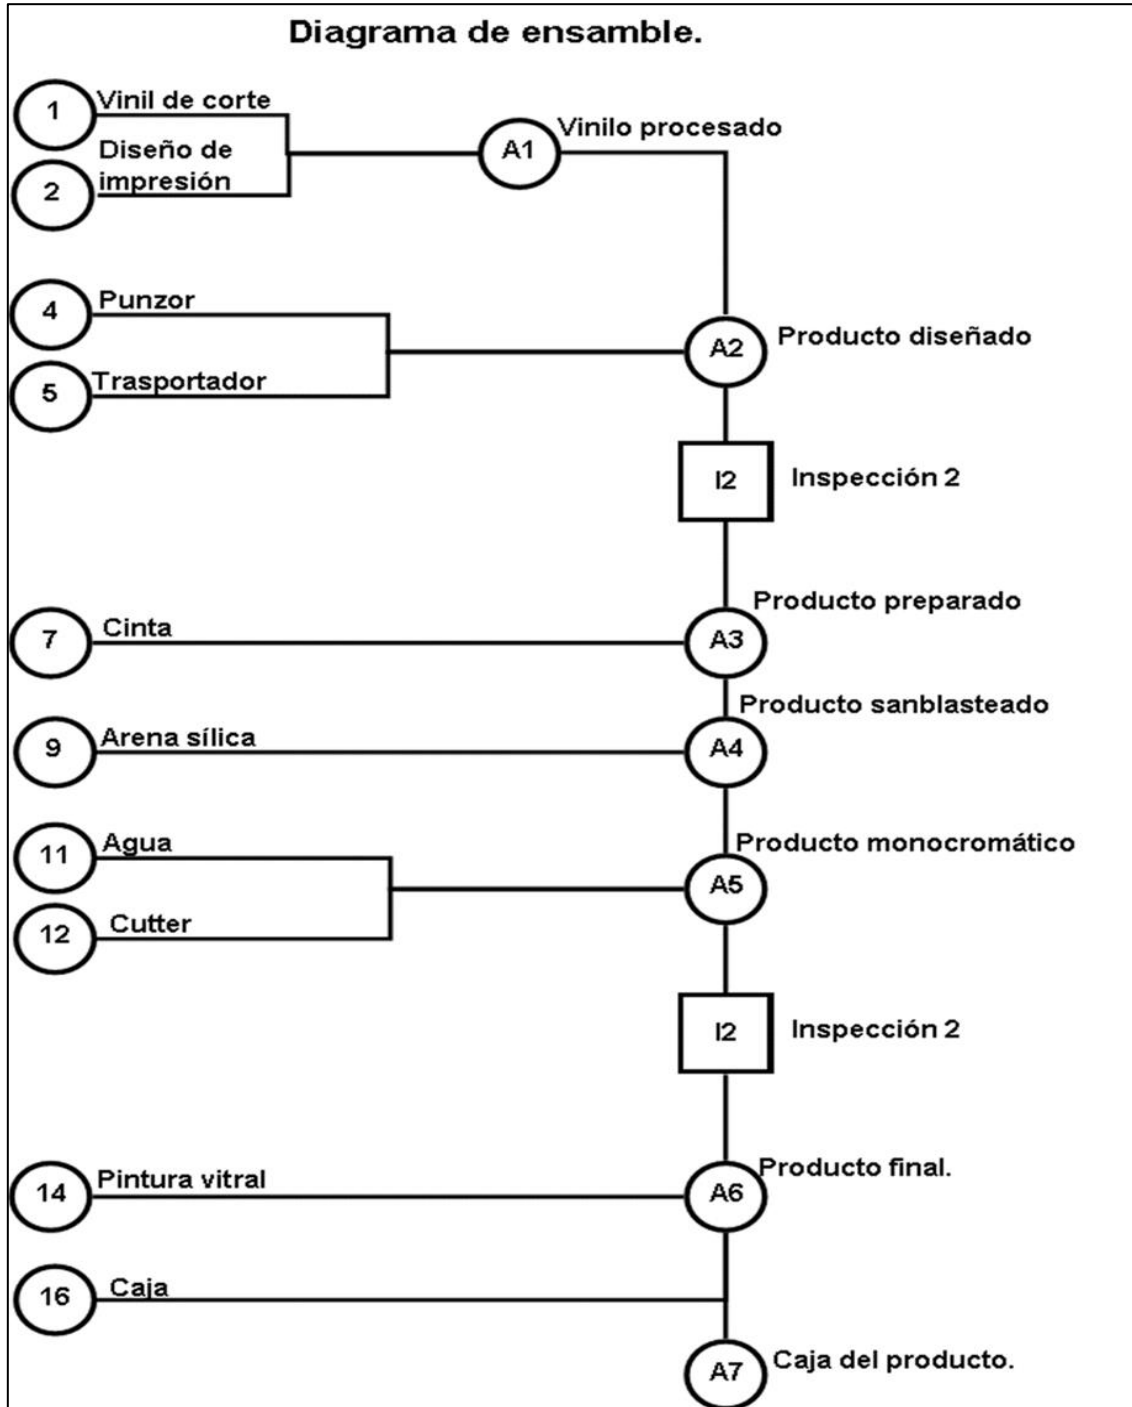 Diagrama de ensamble.
1
Vinil de corte
A1
Vinilo procesado
2
Diseño de
impresión
4
Punzor
A2
Producto diseñado
5
Trasportador
I2
Inspección 2
Producto preparado
7
Cinta
A3
Producto sanblasteado
9
Arena sílica
A4
11
Agua
Producto monocromático
A5
12
Cutter
I2
Inspección 2
14
Pintura vitral
A6
Producto final.
16
Caja
A7
Caja del producto.